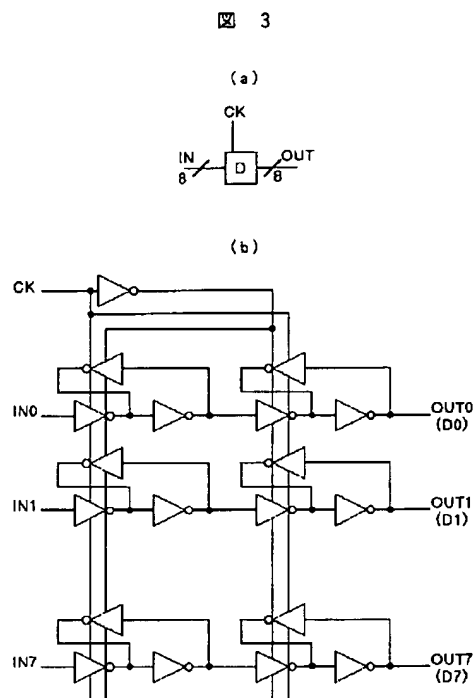 図 3
(a)
CK
IN
OUT
8
D
8
(b)
CK
IN0
OUT0
(D0)
IN1
OUT1
(D1)
IN7
OUT7
(D7)